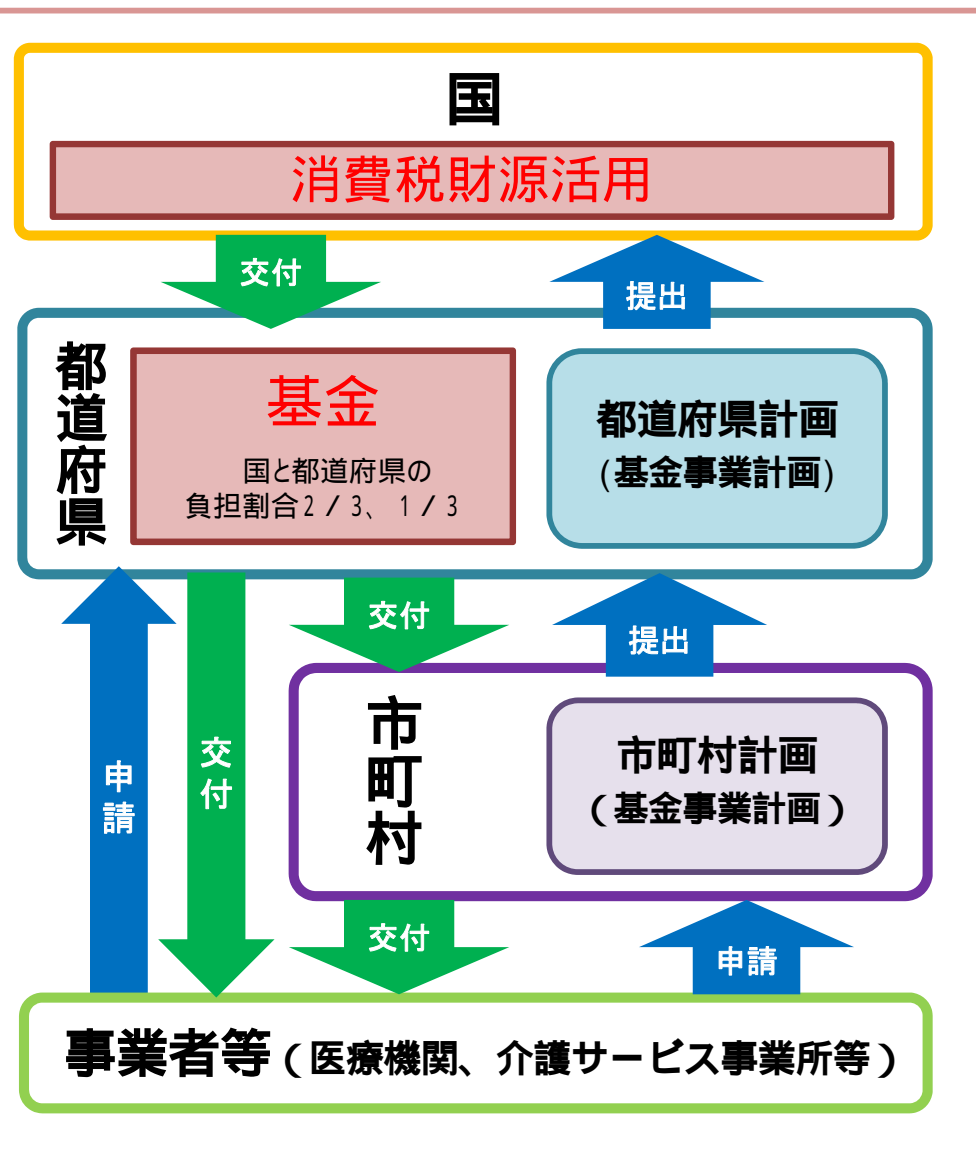 国
消費税財源活用
交付
提出
都道府県
基金
国と都道府県の
負担割合2/3、1/3
都道府県計画
(基金事業計画)
交付
提出
申請
交付
市町村
市町村計画
(基金事業計画)
交付
申請
事業者等(医療機関、介護サービス事業所等)